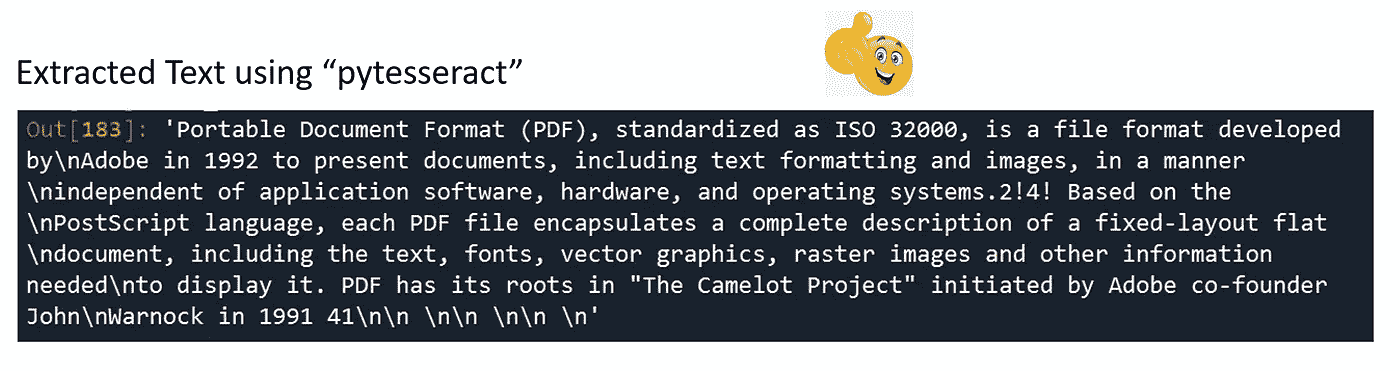 Extracted Text using “pytesseract”
Out[183]: 'Portable Document Format (PDF), standardized as ISO 32000, is a file format developed
by\nAdobe in 1992 to present documents, including text formatting and images, in a manner
\nindependent of application software, hardware, and operating systems.2!4! Based on the
\nPostScript language, each PDF file encapsulates a complete description of a fixed-layout flat
\ndocument, including the text, fonts, vector graphics, raster images and other information
needed\nto display it. PDF has its roots in "The Camelot Project" initiated by Adobe co-founder
John\nWarnock in 1991 41\n\n \n\n \n\n \n'